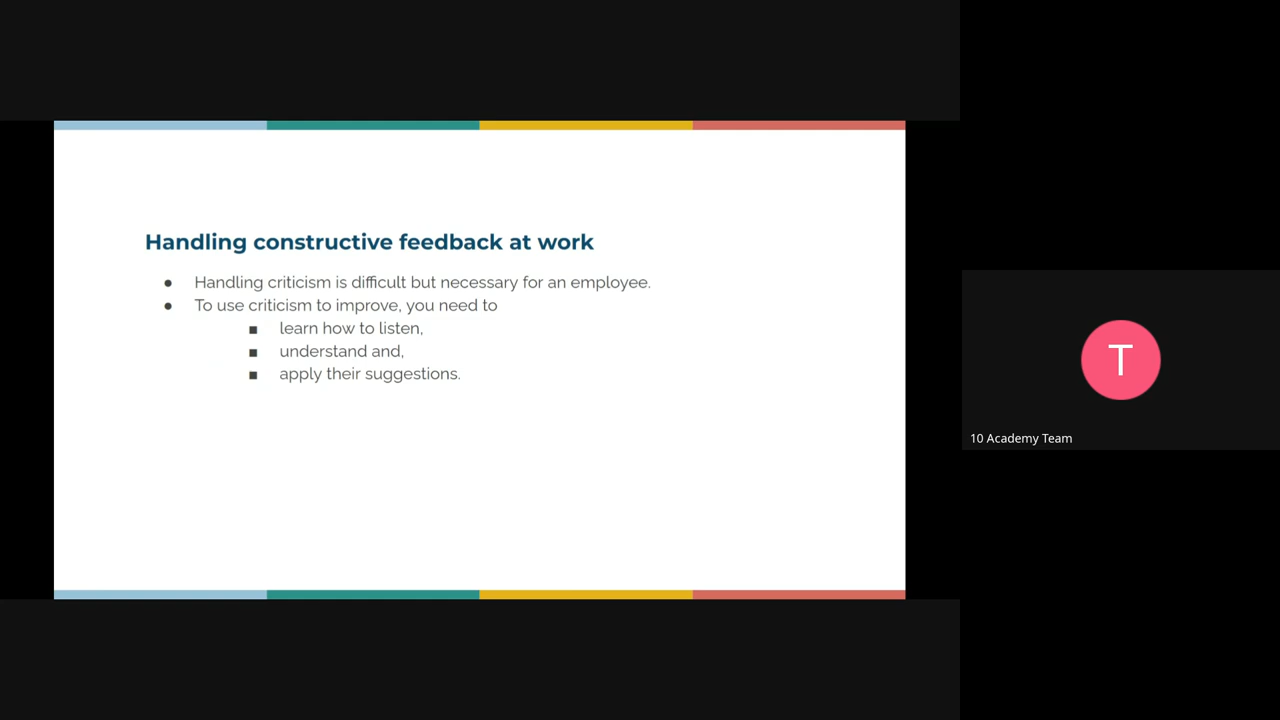 Handling constructive feedback at work
● Handling criticism is difficult but necessary for an employee.
● To use criticism to improve, you need to
■ learn how to listen,
■ understand and,
■ apply their suggestions.
T
10 Academy Team